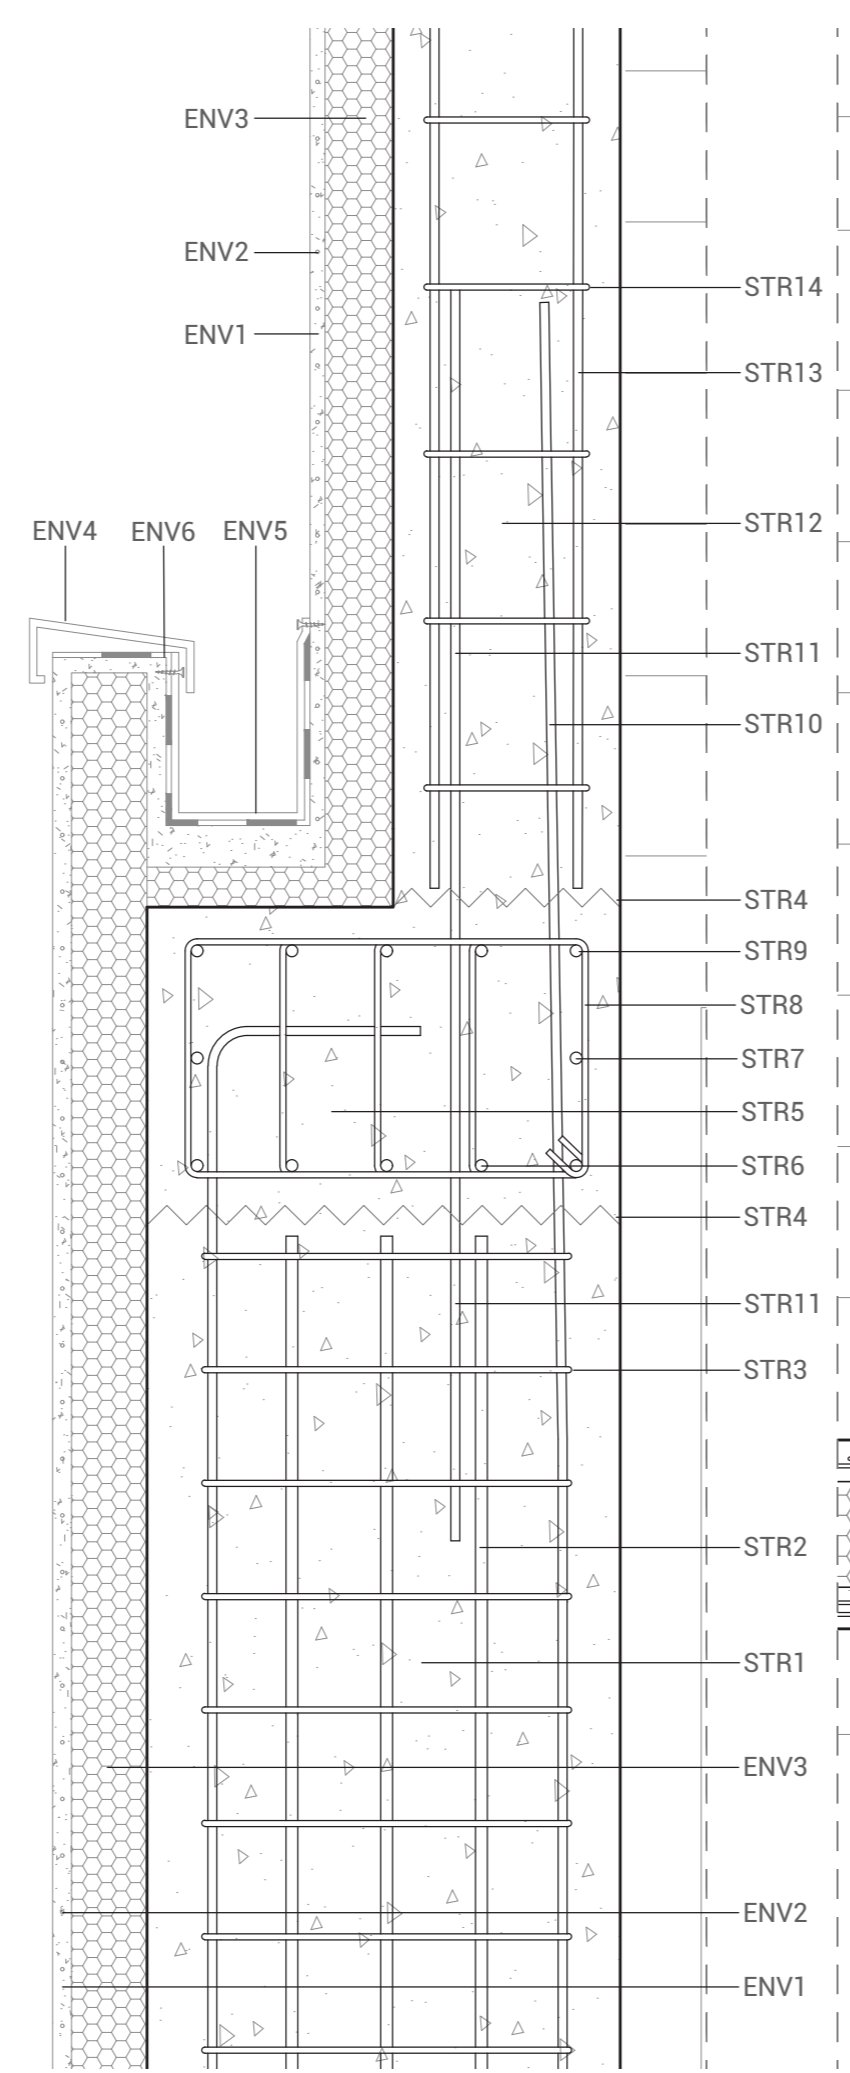 ENV3
ENV2
STR14
ENV1
STR13
STR12
ENV4 ENV6 ENV5
STR11
STR10
STR4
STR9
STR8
STR7
STR5
STR6
STR4
STR11
STR3
STR2
STR1
ENV3
ENV2
ENV1